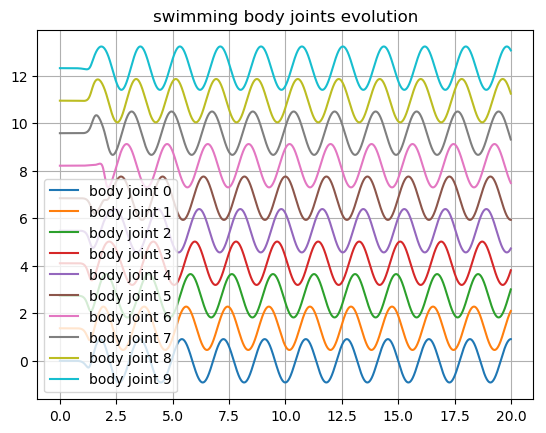 swimming body joints evolution
12
10
8
6
4
2
0
body joint 0
body joint 1
body joint 2
body joint 3
body joint 4
body joint 5
body joint 6
body joint 7
body joint 8
body joint 9
0.0 2.5 5.0 7.5 10.0 12.5 15.0 17.5 20.0